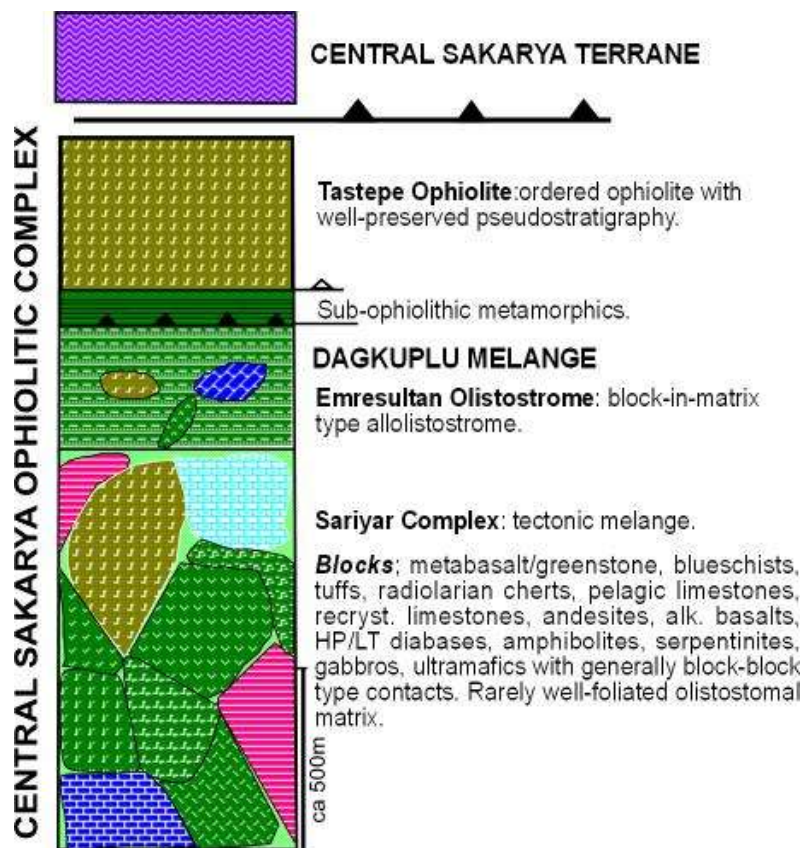 CENTRAL SAKARYA TERRANE
CENTRAL SAKARYA OPHIOLITIC COMPLEX
Tastepe Ophiolite:ordered ophiolite with
well-preserved pseudostratigraphy.
Sub-ophiolithic metamorphics.
DAGKUPLU MELANGE
Emresultan Olistostrome: block-in-matrix
type allolistostrome.
Sariyar Complex: tectonic melange.
Blocks; metabasalt/greenstone, blueschists,
tuffs, radiolarian cherts, pelagic limestones,
recryst. limestones, andesites, alk. basalts,
HP/LT diabases, amphibolites, serpentinites,
gabbros, ultramafics with generally block-block
type contacts. Rarely well-foliated olistostomal
matrix.
ca 500m